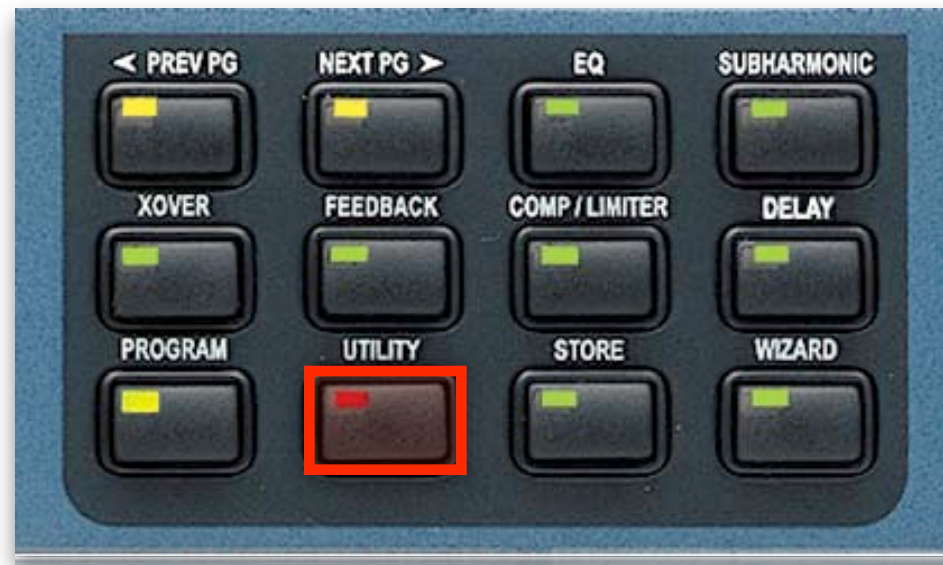 < PREV PG NEXT PG > EQ SUBHARMONIC
XOVER FEEDBACK COMP / LIMITER DELAY
PROGRAM UTILITY STORE WIZARD